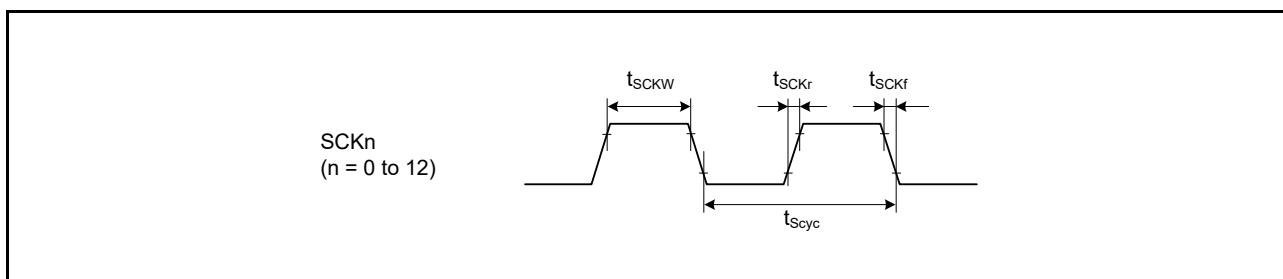 tSCKW
tSCKr
tSCKf
SCKn
(n = 0 to 12)
tScyc